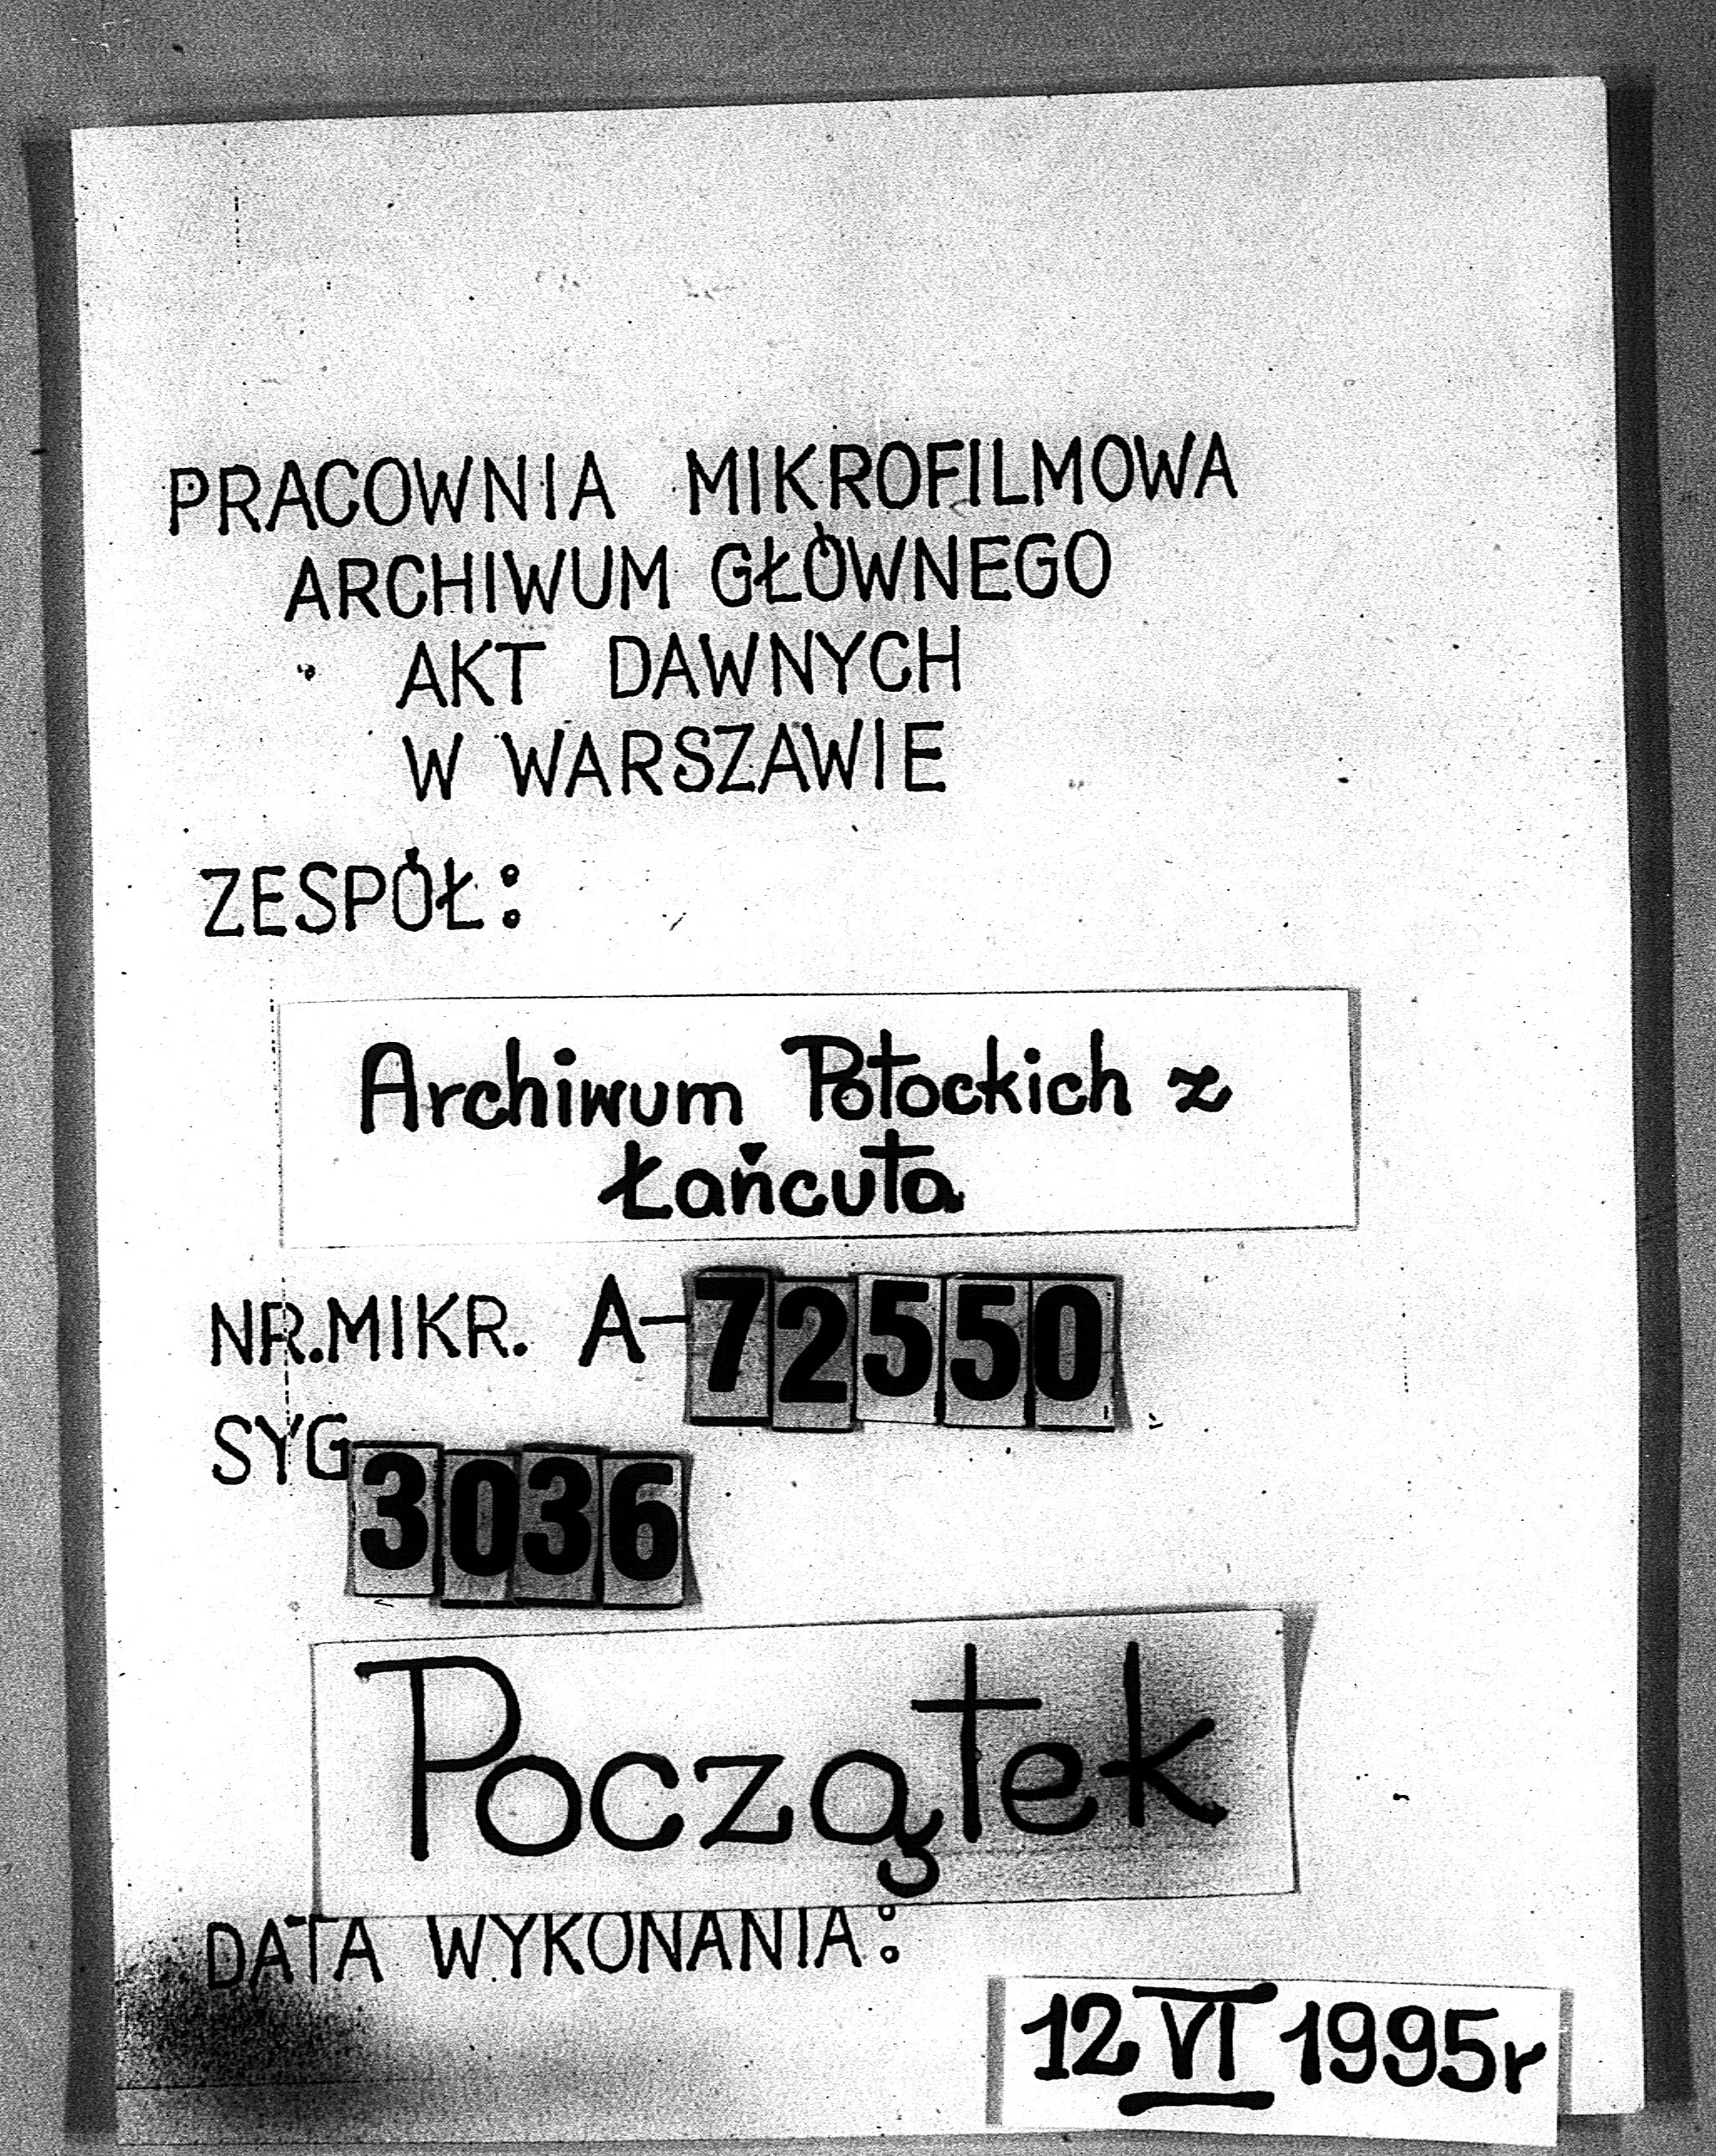 PRACOWNIA MIKROFILMOWA
ARCHIWUM GŁÓWNEGO
AKT DAWNYCH
W WARSZAWIE
ZESPÓŁ:
Archiwum Potockich z
Łańcuta
NR.MIKR. A-72550
SYG 3036
Początek
DATA WYKONANIA:
12 VI 1995r